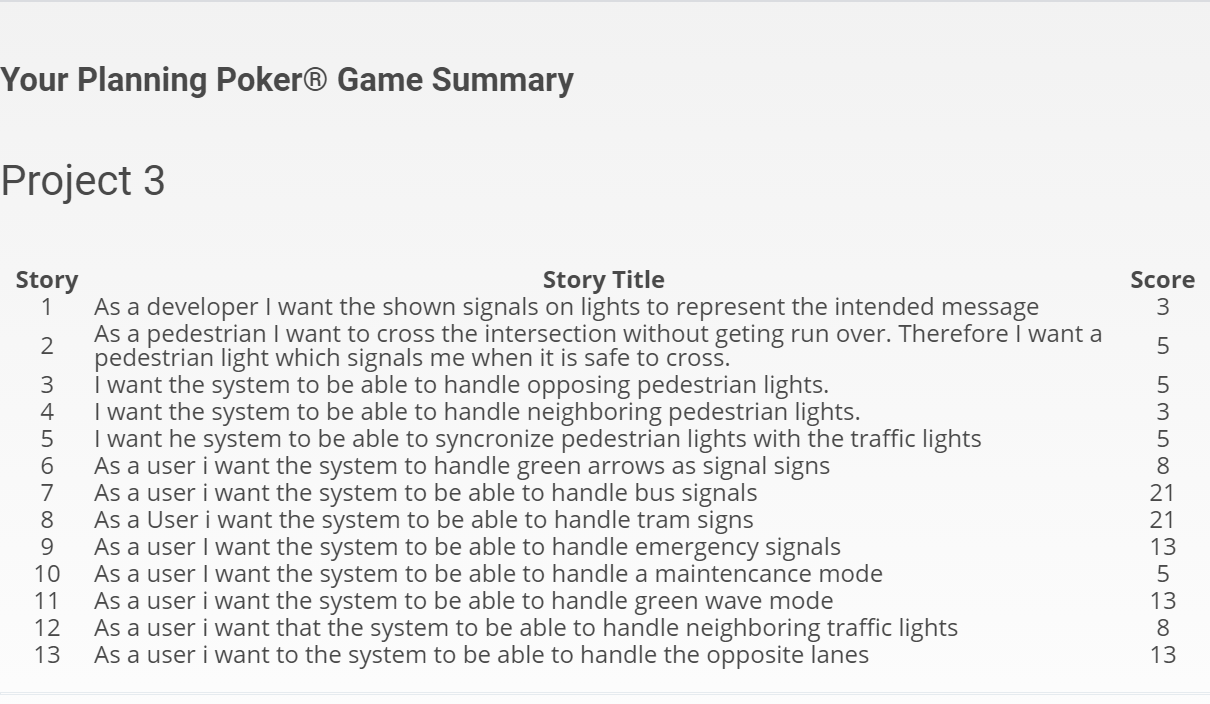 Your Planning Poker® Game Summary
Project 3
Story Story Title Score
1 As a developer I want the shown signals on lights to represent the intended message 3
2 As a pedestrian I want to cross the intersection without geting run over. Therefore I want a
pedestrian light which signals me when it is safe to cross. 5
3 I want the system to be able to handle opposing pedestrian lights. 5
4 I want the system to be able to handle neighboring pedestrian lights. 3
5 I want he system to be able to syncronize pedestrian lights with the traffic lights 5
6 As a user i want the system to handle green arrows as signal signs 8
7 As a user i want the system to be able to handle bus signals 21
8 As a User i want the system to be able to handle tram signs 21
9 As a user I want the system to be able to handle emergency signals 13
10 As a user I want the system to be able to handle a maintencance mode 5
11 As a user i want the system to be able to handle green wave mode 13
12 As a user i want that the system to be able to handle neighboring traffic lights 8
13 As a user i want to the system to be able to handle the opposite lanes 13